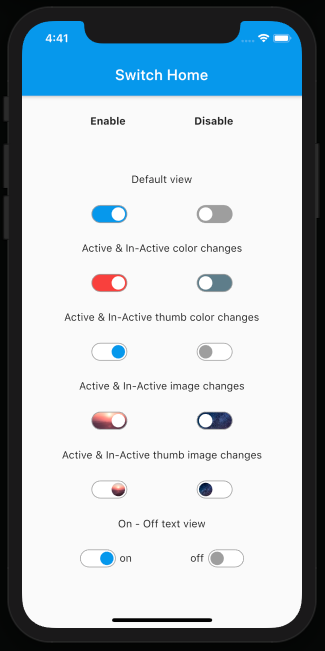 4:41
Switch Home
Enable Disable
Default view
Active & In-Active color changes
Active & In-Active thumb color changes
Active & In-Active image changes
Active & In-Active thumb image changes
On - Off text view
on off